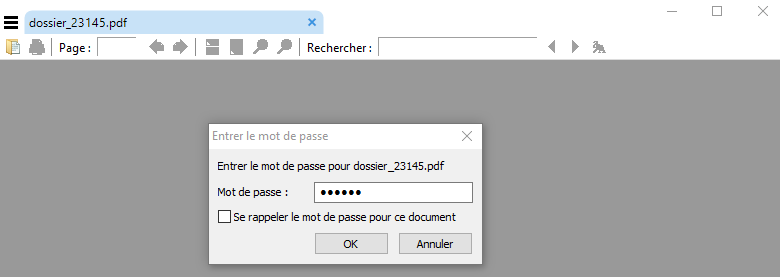 dossier_23145.pdf
Page : Rechercher :
Entrer le mot de passe
Entrer le mot de passe pour dossier_23145.pdf
Mot de passe : ••••••
Se rappeler le mot de passe pour ce document
OK Annuler